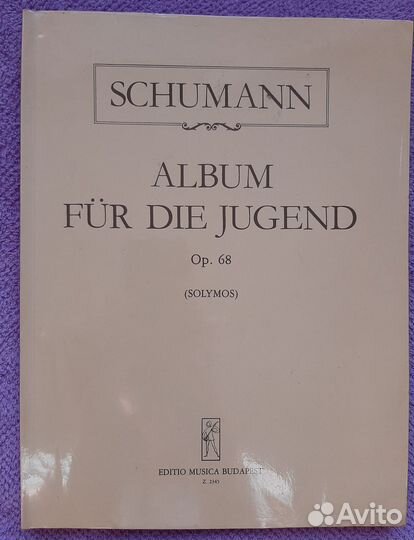 SCHUMANN
ALBUM
FÜR DIE JUGEND
Op. 68
(SOLYMOS)
EDITIO MUSICA BUDAPEST
Z. 2345
Avito